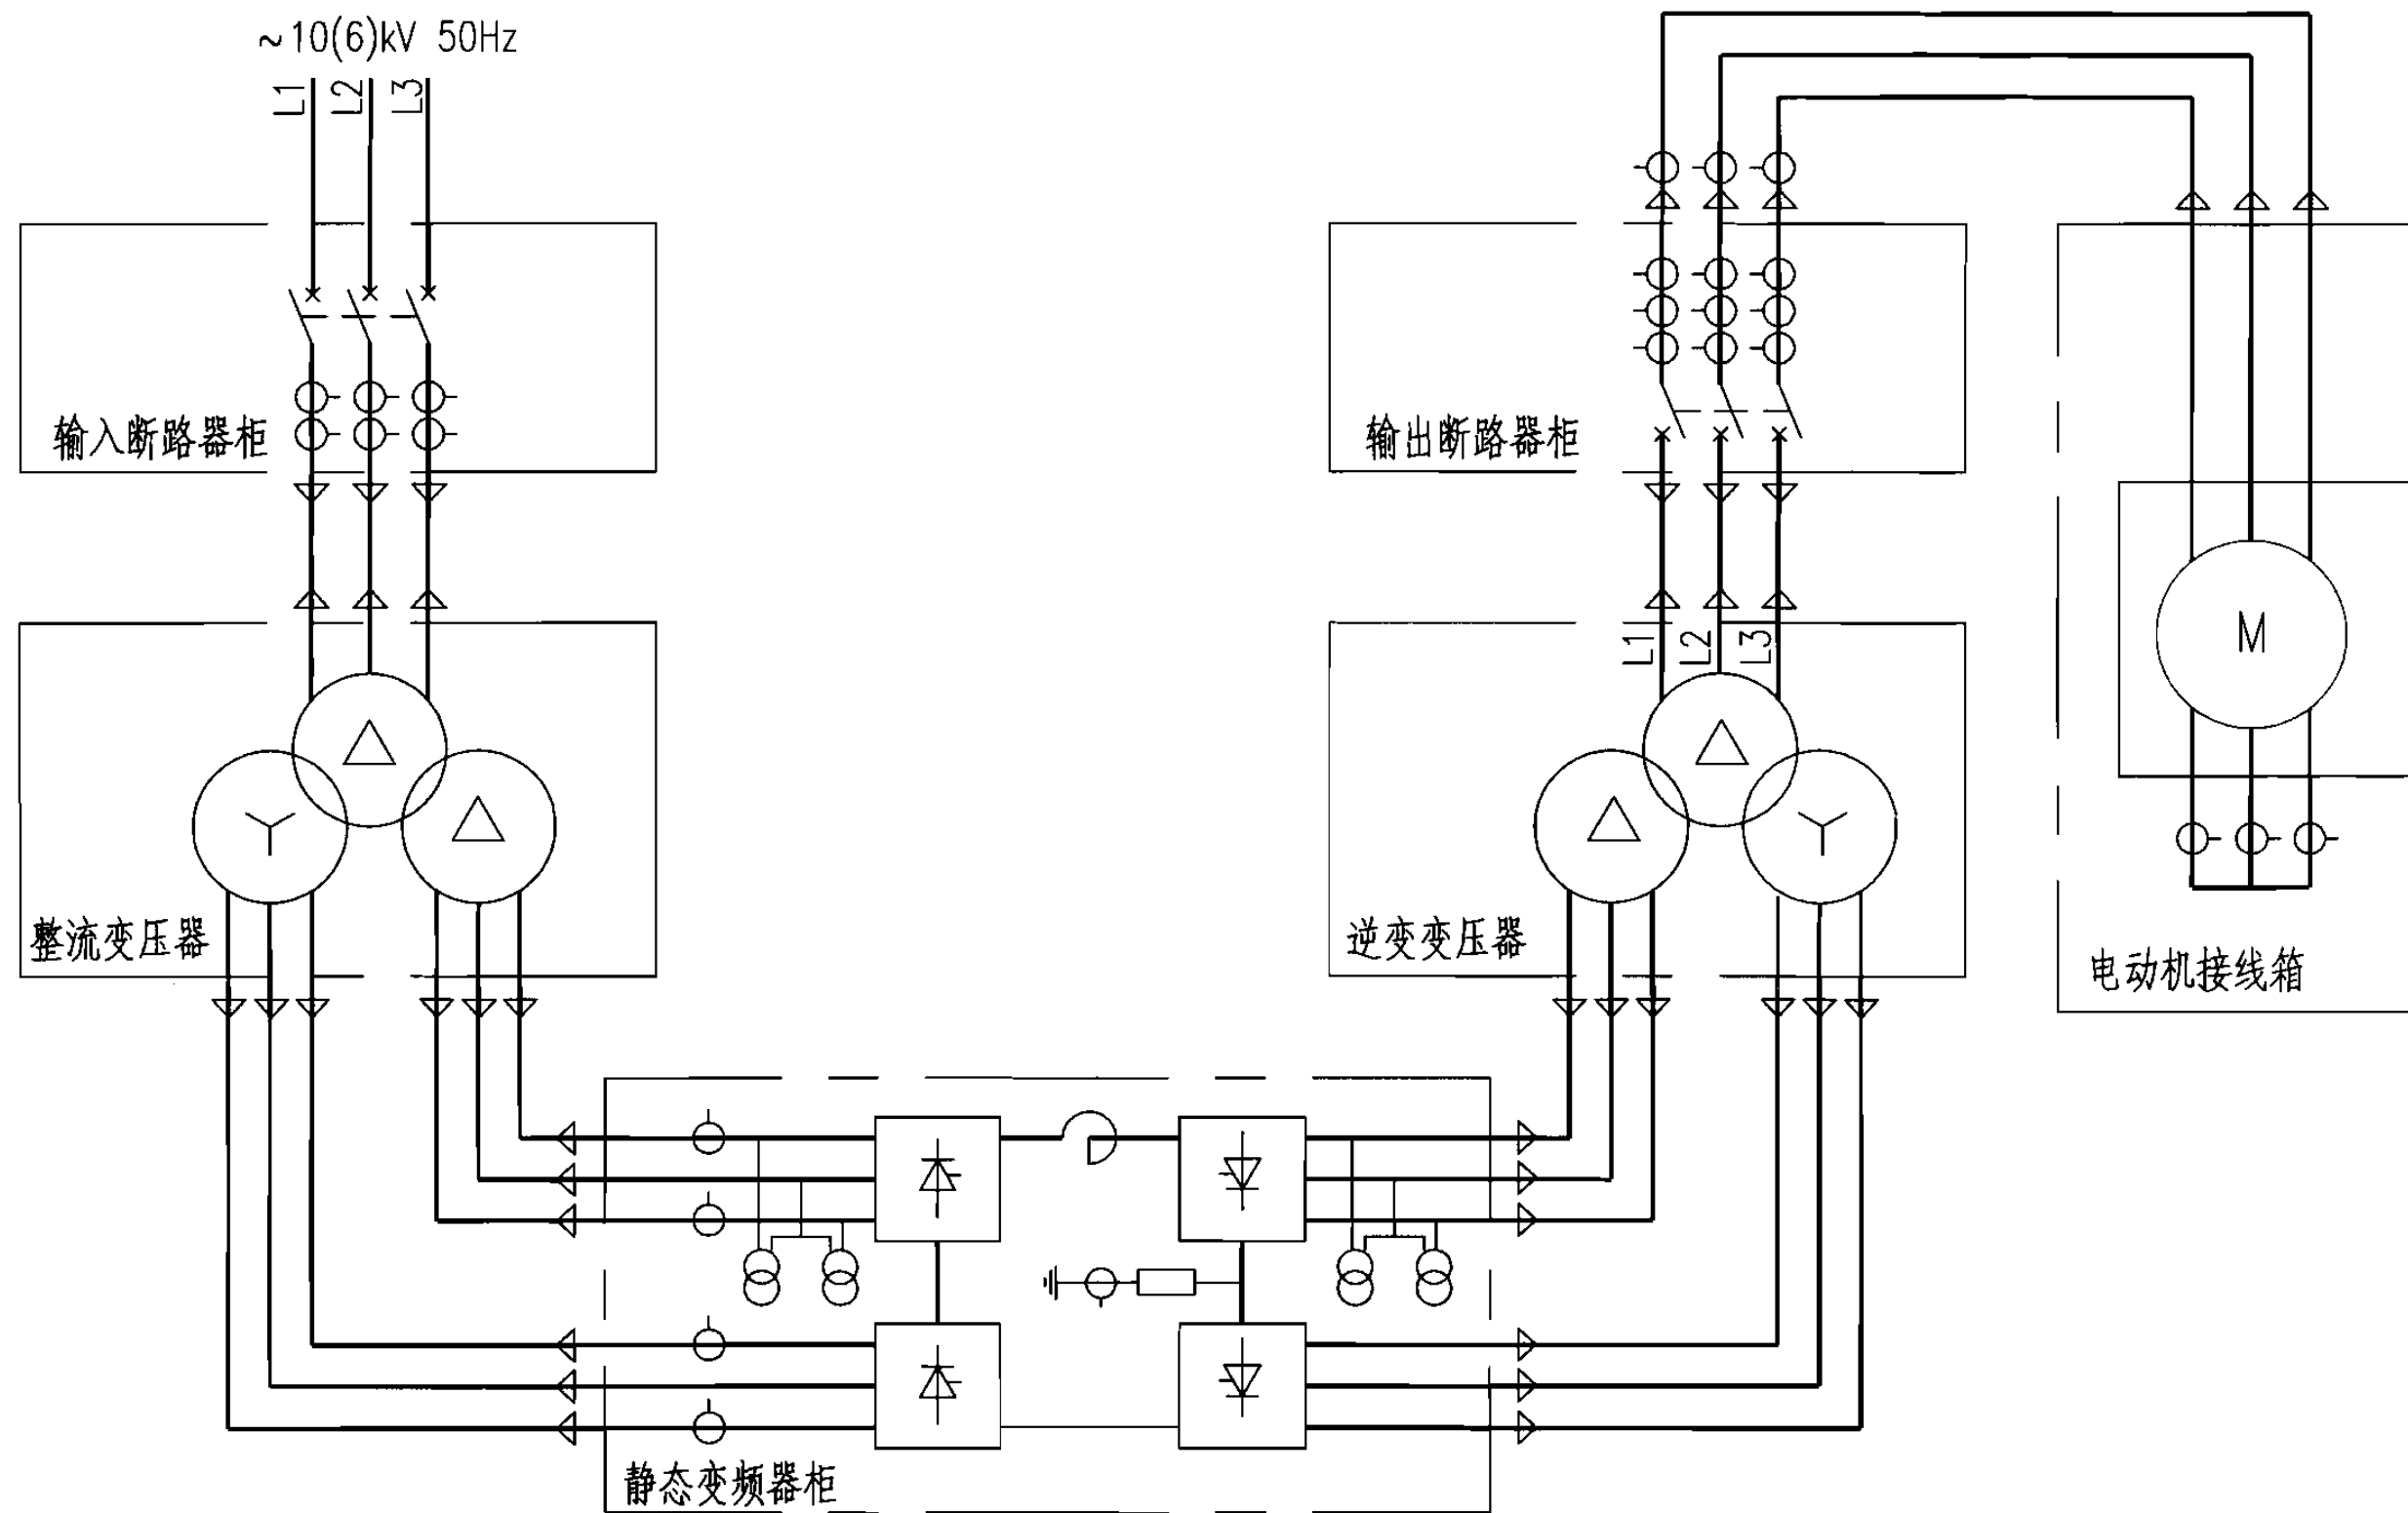 ~10(6)kV 50Hz
L1 L2 L3
输入断路器柜
输出断路器柜
L1 L2 L3
M
整流变压器
逆变变压器
电动机接线箱
静态变频器柜